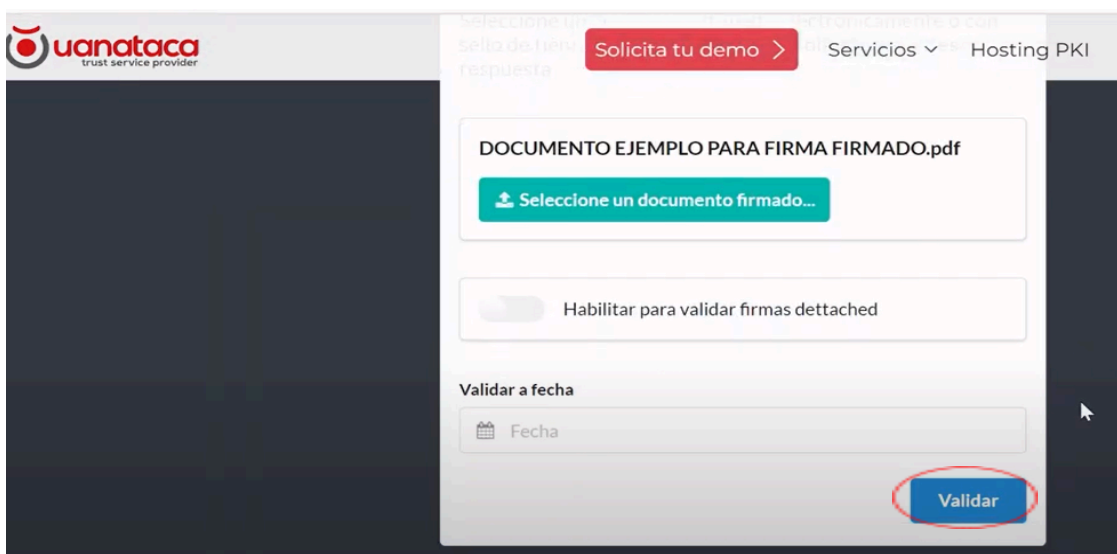 uanataca
trust service provider
Solicita tu demo
Servicios
Hosting PKI
respuesta
DOCUMENTO EJEMPLO PARA FIRMA FIRMADO.pdf
Seleccione un documento firmado...
Habilitar para validar firmas dettached
Validar a fecha
Fecha
Validar